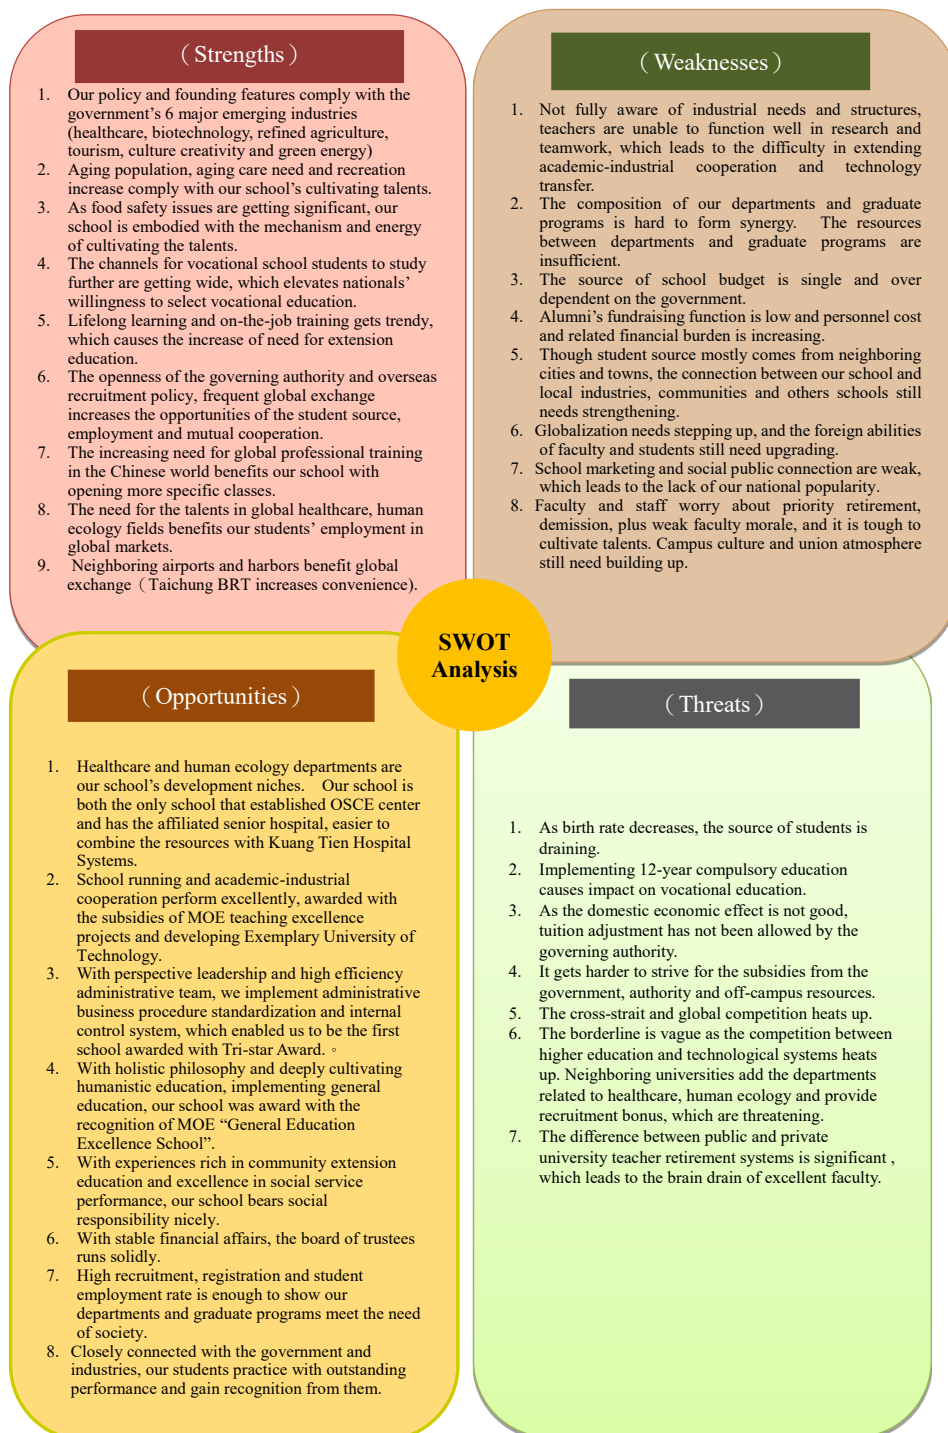 （Strengths）
1. Our policy and founding features comply with the
government’s 6 major emerging industries
(healthcare, biotechnology, refined agriculture,
tourism, culture creativity and green energy)
2. Aging population, aging care need and recreation
increase comply with our school’s cultivating talents.
3. As food safety issues are getting significant, our
school is embodied with the mechanism and energy
of cultivating the talents.
4. The channels for vocational school students to study
further are getting wide, which elevates nationals’
willingness to select vocational education.
5. Lifelong learning and on-the-job training gets trendy,
which causes the increase of need for extension
education.
6. The openness of the governing authority and overseas
recruitment policy, frequent global exchange
increases the opportunities of the student source,
employment and mutual cooperation.
7. The increasing need for global professional training
in the Chinese world benefits our school with
opening more specific classes.
8. The need for the talents in global healthcare, human
ecology fields benefits our students’ employment in
global markets.
9. Neighboring airports and harbors benefit global
exchange（Taichung BRT increases convenience).
（Weaknesses）
1. Not fully aware of industrial needs and structures,
teachers are unable to function well in research and
teamwork, which leads to the difficulty in extending
academic-industrial cooperation and technology
transfer.
2. The composition of our departments and graduate
programs is hard to form synergy. The resources
between departments and graduate programs are
insufficient.
3. The source of school budget is single and over
dependent on the government.
4. Alumni’s fundraising function is low and personnel cost
and related financial burden is increasing.
5. Though student source mostly comes from neighboring
cities and towns, the connection between our school and
local industries, communities and others schools still
needs strengthening.
6. Globalization needs stepping up, and the foreign abilities
of faculty and students still need upgrading.
7. School marketing and social public connection are weak,
which leads to the lack of our national popularity.
8. Faculty and staff worry about priority retirement,
demission, plus weak faculty morale, and it is tough to
cultivate talents. Campus culture and union atmosphere
still need building up.
SWOT
Analysis
（Opportunities）
1. Healthcare and human ecology departments are
our school’s development niches. Our school is
both the only school that established OSCE center
and has the affiliated senior hospital, easier to
combine the resources with Kuang Tien Hospital
Systems.
2. School running and academic-industrial
cooperation perform excellently, awarded with
the subsidies of MOE teaching excellence
projects and developing Exemplary University of
Technology.
3. With perspective leadership and high efficiency
administrative team, we implement administrative
business procedure standardization and internal
control system, which enabled us to be the first
school awarded with Tri-star Award.。
4. With holistic philosophy and deeply cultivating
humanistic education, implementing general
education, our school was award with the
recognition of MOE “General Education
Excellence School”.
5. With experiences rich in community extension
education and excellence in social service
performance, our school bears social
responsibility nicely.
6. With stable financial affairs, the board of trustees
runs solidly.
7. High recruitment, registration and student
employment rate is enough to show our
departments and graduate programs meet the need
of society.
8. Closely connected with the government and
industries, our students practice with outstanding
performance and gain recognition from them.
（Threats）
1. As birth rate decreases, the source of students is
draining.
2. Implementing 12-year compulsory education
causes impact on vocational education.
3. As the domestic economic effect is not good,
tuition adjustment has not been allowed by the
governing authority.
4. It gets harder to strive for the subsidies from the
government, authority and off-campus resources.
5. The cross-strait and global competition heats up.
6. The borderline is vague as the competition between
higher education and technological systems heats
up. Neighboring universities add the departments
related to healthcare, human ecology and provide
recruitment bonus, which are threatening.
7. The difference between public and private
university teacher retirement systems is significant ,
which leads to the brain drain of excellent faculty.